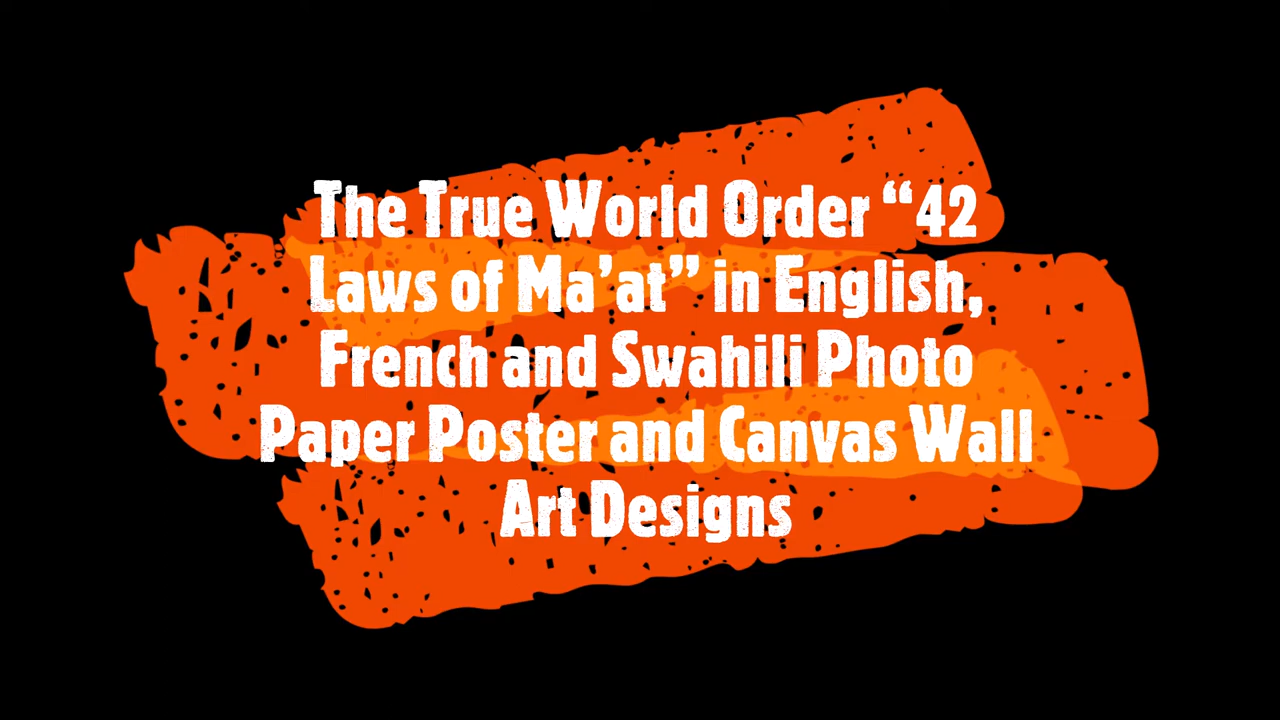 The True World Order “42
Laws of Ma’at” in English,
French and Swahili Photo
Paper Poster and Canvas Wall
Art Designs